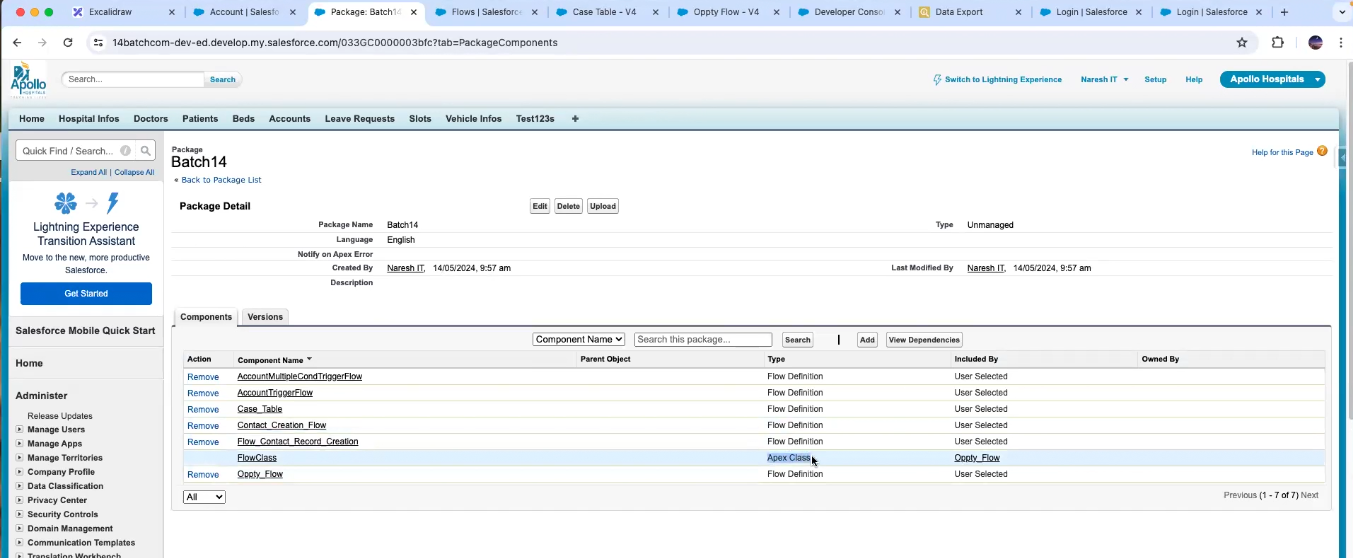 Excalidraw
Account | Salesfo
Package: Batch14
Flows | Salesforc
Case Table - V4
Oppty Flow - V4
Developer Conso
Data Export
Login | Salesforce
Login | Salesforce
14batchcom-dev-ed.develop.my.salesforce.com/033GC0000003bfc?tab=PackageComponents
Apollo
Search...
Search
Switch to Lightning Experience
Naresh IT
Setup
Help
Apollo Hospitals
Home Hospital Infos Doctors Patients Beds Accounts Leave Requests Slots Vehicle Infos Test123s +
Quick Find / Search...
Expand All | Collapse All
Lightning Experience
Transition Assistant
Move to the new, more productive
Salesforce.
Get Started
Salesforce Mobile Quick Start
Home
Administer
Release Updates
Manage Users
Manage Apps
Manage Territories
Company Profile
Data Classification
Privacy Center
Security Controls
Domain Management
Communication Templates
Translation Workbench
Package
Batch14
« Back to Package List
Help for this Page
Package Detail
Edit Delete Upload
Package Name Batch14 Type Unmanaged
Language English
Notify on Apex Error
Created By Naresh IT, 14/05/2024, 9:57 am Last Modified By Naresh IT, 14/05/2024, 9:57 am
Description
Components Versions
Component Name Search this package... Search | Add View Dependencies
Action Component Name Parent Object Type Included By Owned By
Remove AccountMultipleCondTriggerFlow Flow Definition User Selected
Remove AccountTriggerFlow Flow Definition User Selected
Remove Case_Table Flow Definition User Selected
Remove Contact_Creation_Flow Flow Definition User Selected
Remove Flow_Contact_Record_Creation Flow Definition User Selected
FlowClass Apex Class Oppty_Flow
Remove Oppty_Flow Flow Definition User Selected
All
Previous (1 - 7 of 7) Next